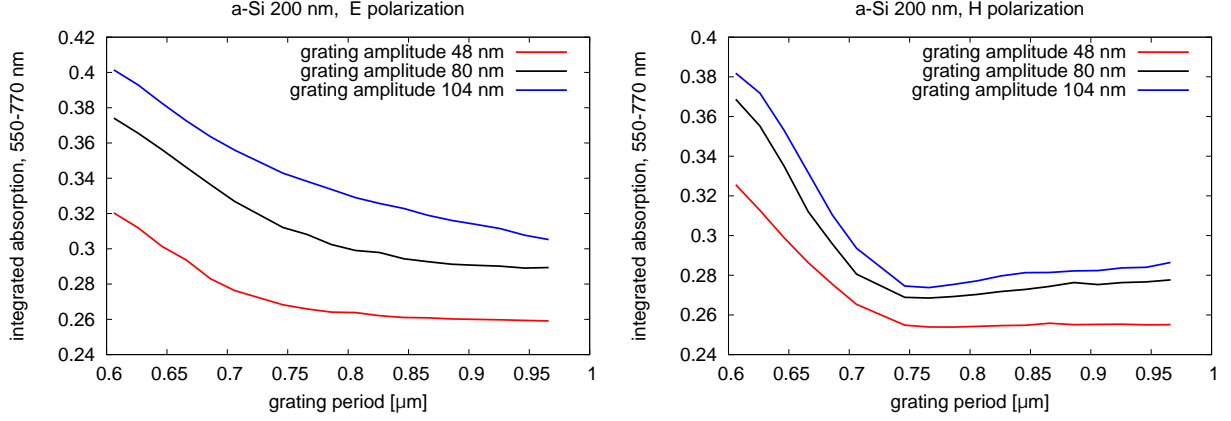 a-Si 200 nm, E polarization
integrated absorption, 550-770 nm
0.42
0.4
0.38
0.36
0.34
0.32
0.3
0.28
0.26
0.24
grating amplitude 48 nm
grating amplitude 80 nm
grating amplitude 104 nm
0.6 0.65 0.7 0.75 0.8 0.85 0.9 0.95 1
grating period [μm]
a-Si 200 nm, H polarization
integrated absorption, 550-770 nm
0.4
0.38
0.36
0.34
0.32
0.3
0.28
0.26
0.24
grating amplitude 48 nm
grating amplitude 80 nm
grating amplitude 104 nm
0.6 0.65 0.7 0.75 0.8 0.85 0.9 0.95 1
grating period [μm]